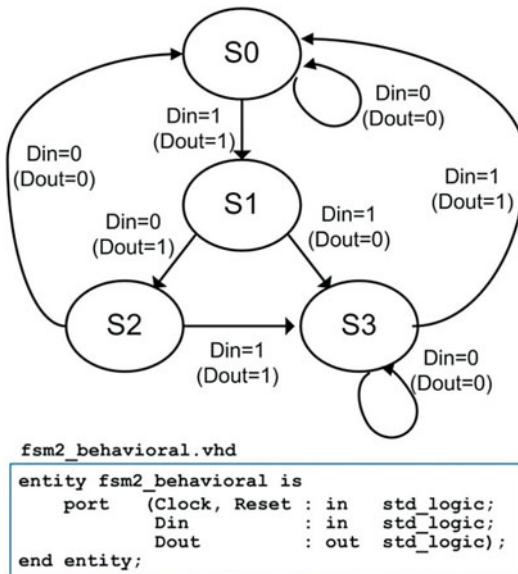 S0
Din=0
(Dout=0)
Din=1
(Dout=1)
Din=0
(Dout=0)
Din=1
(Dout=1)
S1
Din=0
(Dout=1)
Din=1
(Dout=0)
S2
S3
Din=1
(Dout=1)
Din=0
(Dout=0)
fsm2_behavioral.vhd
entity fsm2_behavioral is
port (Clock, Reset : in std_logic;
Din : in std_logic;
Dout : out std_logic);
end entity;